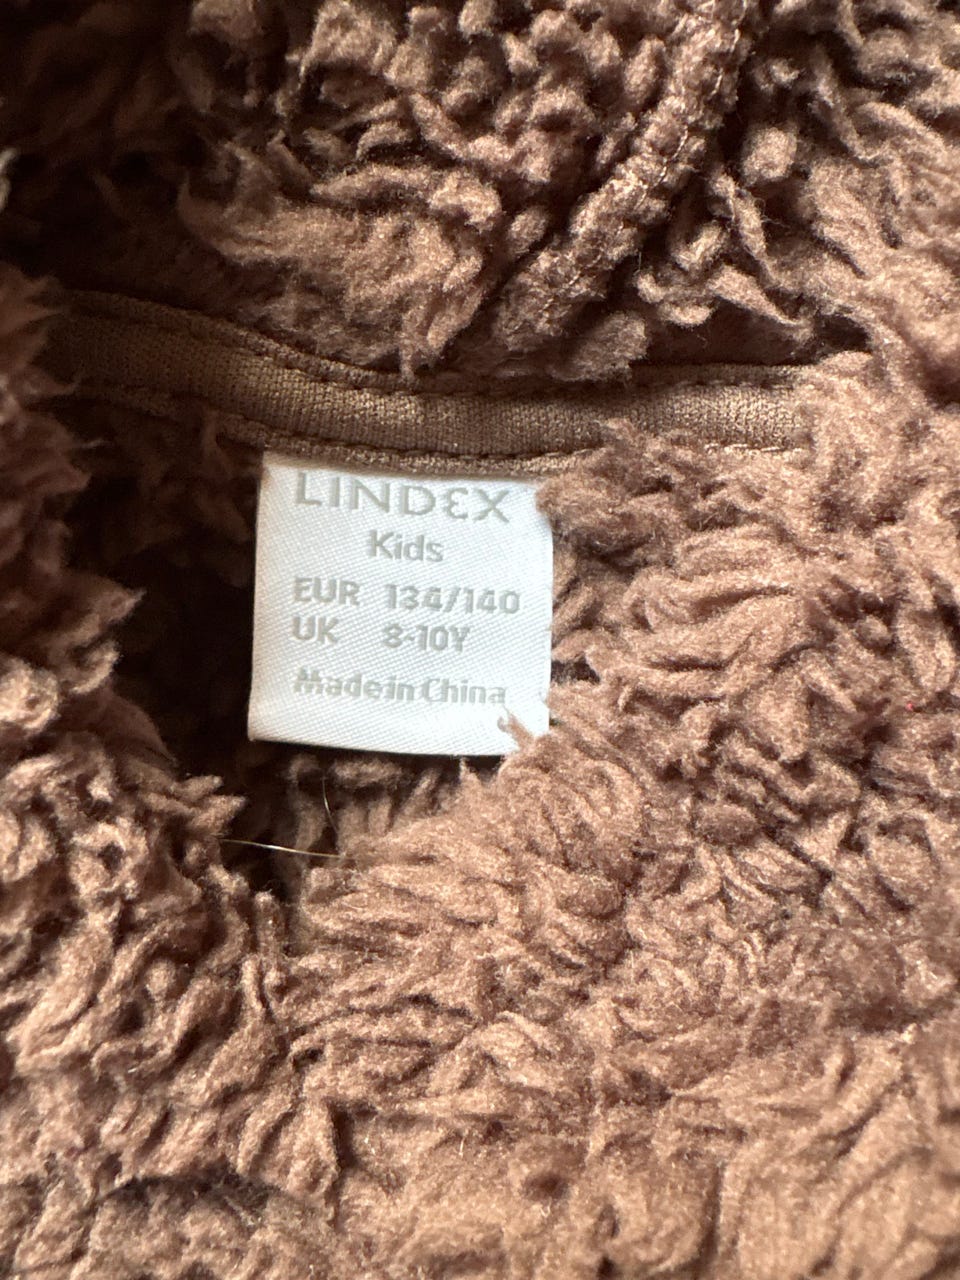 LINDEX
Kids
EUR 134/140
UK 8-10Y
Made in China